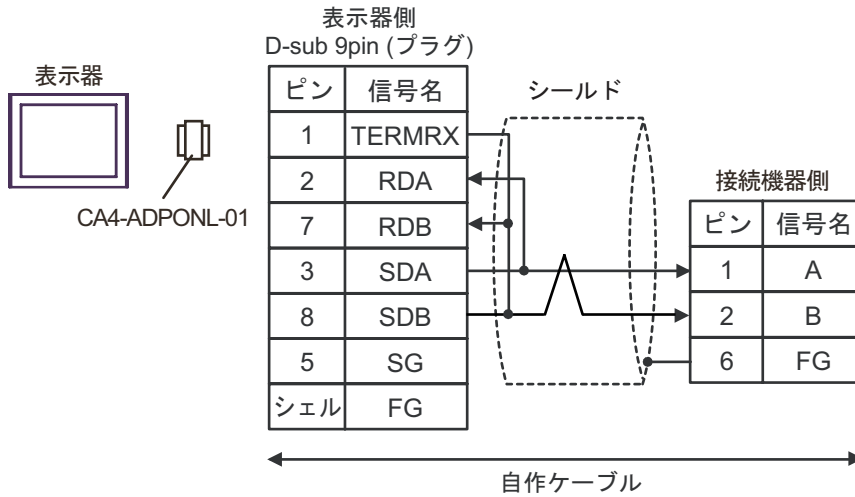 表示器側
D-sub 9pin (プラグ)
表示器
CA4-ADPONL-01
ピン 信号名
1 TERMRX
2 RDA
7 RDB
3 SDA
8 SDB
5 SG
シェル FG
シールド
接続機器側
ピン 信号名
1 A
2 B
6 FG
自作ケーブル